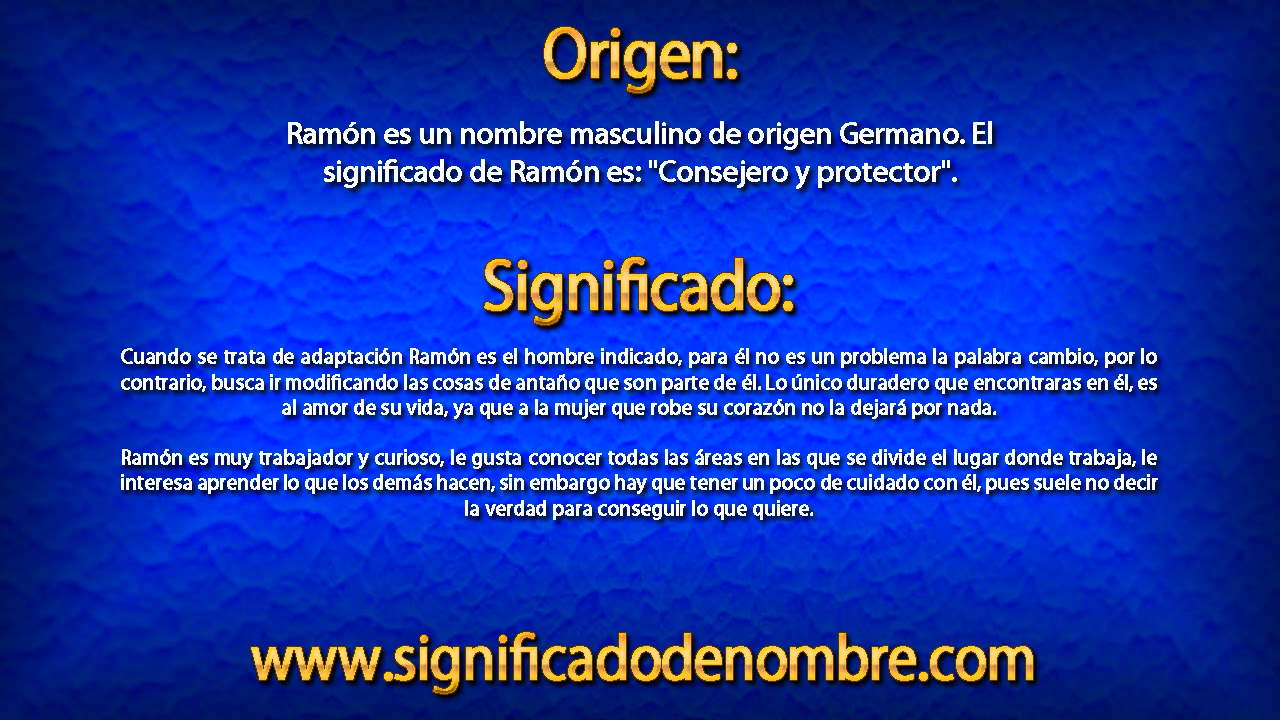 Origen:
Ramón es un nombre masculino de origen Germano. El
significado de Ramón es: "Consejero y protector".
Significado:
Cuando se trata de adaptación Ramón es el hombre indicado, para él no es un problema la palabra cambio, por lo
contrario, busca ir modificando las cosas de antaño que son parte de él. Lo único duradero que encontraras en él, es
al amor de su vida, ya que a la mujer que robe su corazón no la dejará por nada.
Ramón es muy trabajador y curioso, le gusta conocer todas las áreas en las que se divide el lugar donde trabaja, le
interesa aprender lo que los demás hacen, sin embargo hay que tener un poco de cuidado con él, pues suele no decir
la verdad para conseguir lo que quiere.
www.significadodenombre.com